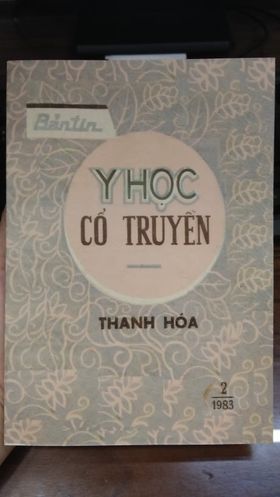 Bản tin
Y HỌC
CỔ TRUYỀN
THANH HÓA
2
1983